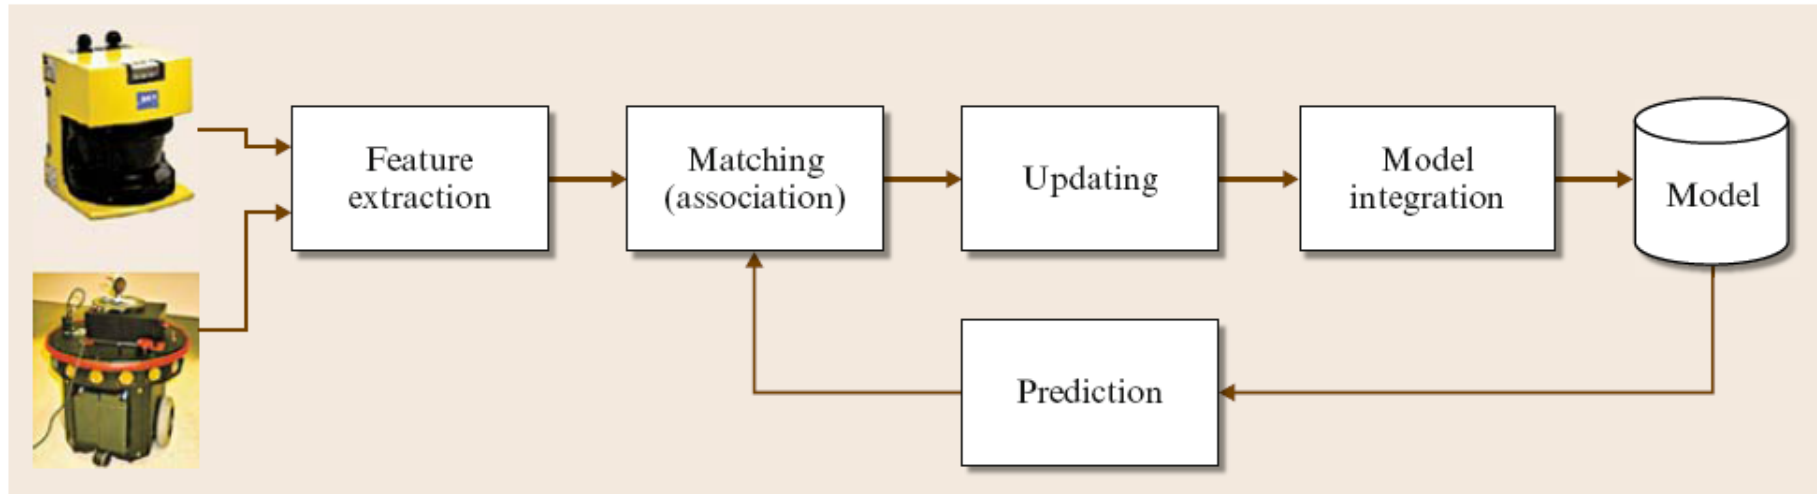 Feature
extraction
Matching
(association)
Updating
Model
integration
Model
Prediction